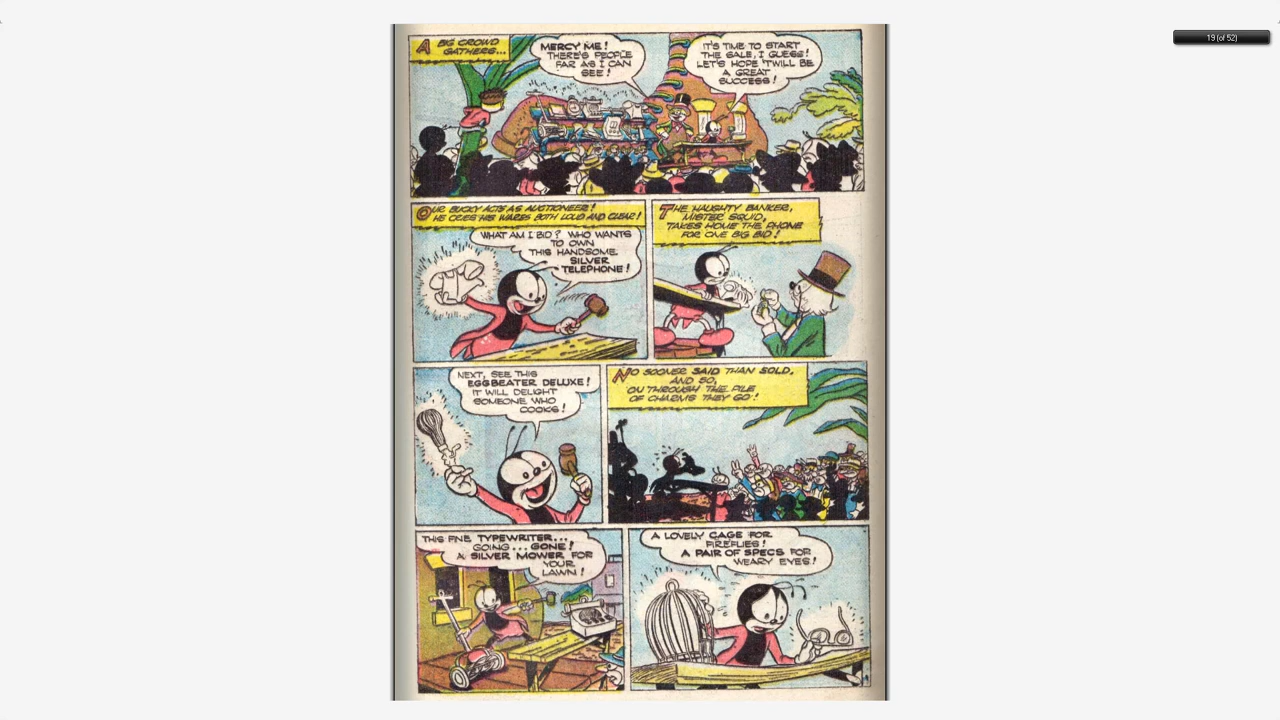 A BIG CROWD
GATHERS...
MERCY ME!
THERE'S PEOPLE
FAR AS I CAN
SEE!
IT'S TIME TO START
THE SALE, I GUESS!
LET'S HOPE 'TWILL BE
A GREAT
SUCCESS!
OUR BUCKY ACTS AS AUCTIONEER!
HE CRIES HIS WARES BOTH LOUD AND CLEAR!
WHAT AM I BID? WHO WANTS
TO OWN
THIS HANDSOME
SILVER
TELEPHONE!
THE HAUGHTY BANKER,
MISTER SQUID,
TAKES HOME THE PHONE
FOR ONE BIG BID!
NEXT, SEE THIS
EGGBEATER DELUXE!
IT WILL DELIGHT
SOMEONE WHO
COOKS!
NO SOONER SAID THAN SOLD,
AND SO,
ON THROUGH THE PILE
OF CHARMS THEY GO!
THIS FINE TYPEWRITER...
GOING...GONE!
A SILVER MOWER FOR
YOUR
LAWN!
A LOVELY CAGE FOR
FIREFLIES!
A PAIR OF SPECS FOR
WEARY EYES!
19 (of 52)